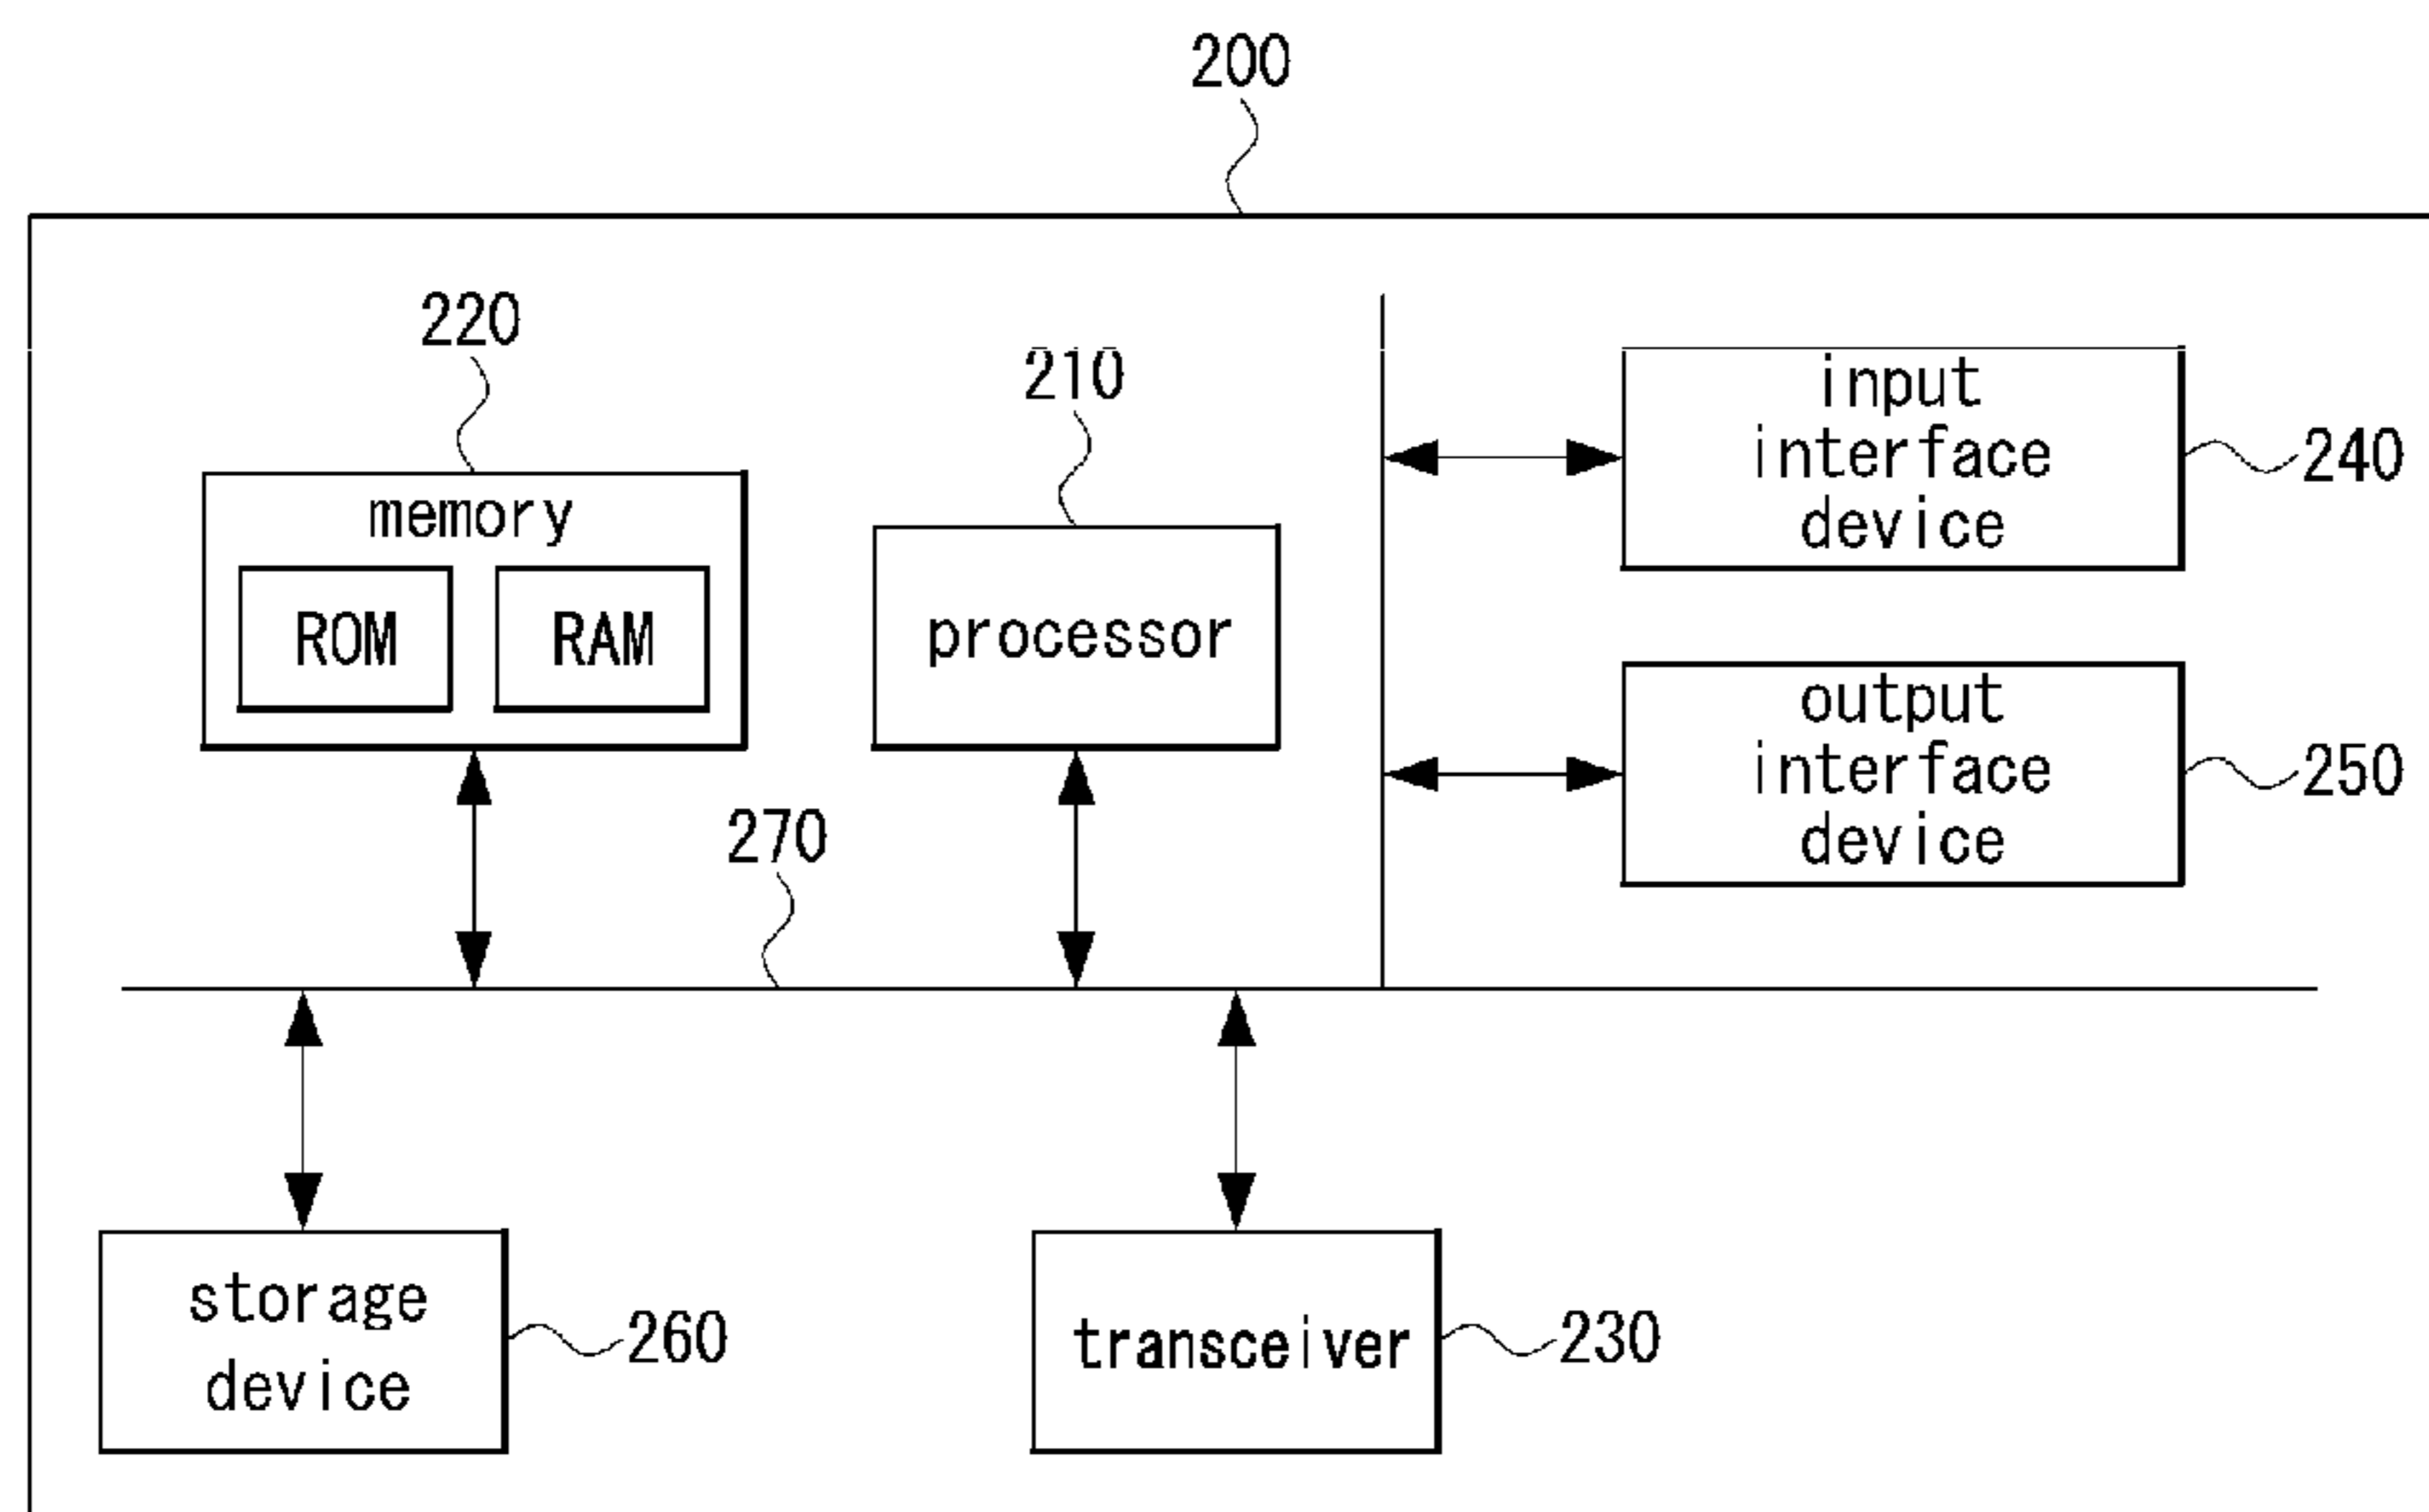 200
220
210
input
interface
device
240
memory
ROM
RAM
processor
output
interface
device
250
270
storage
device
260
transceiver
230